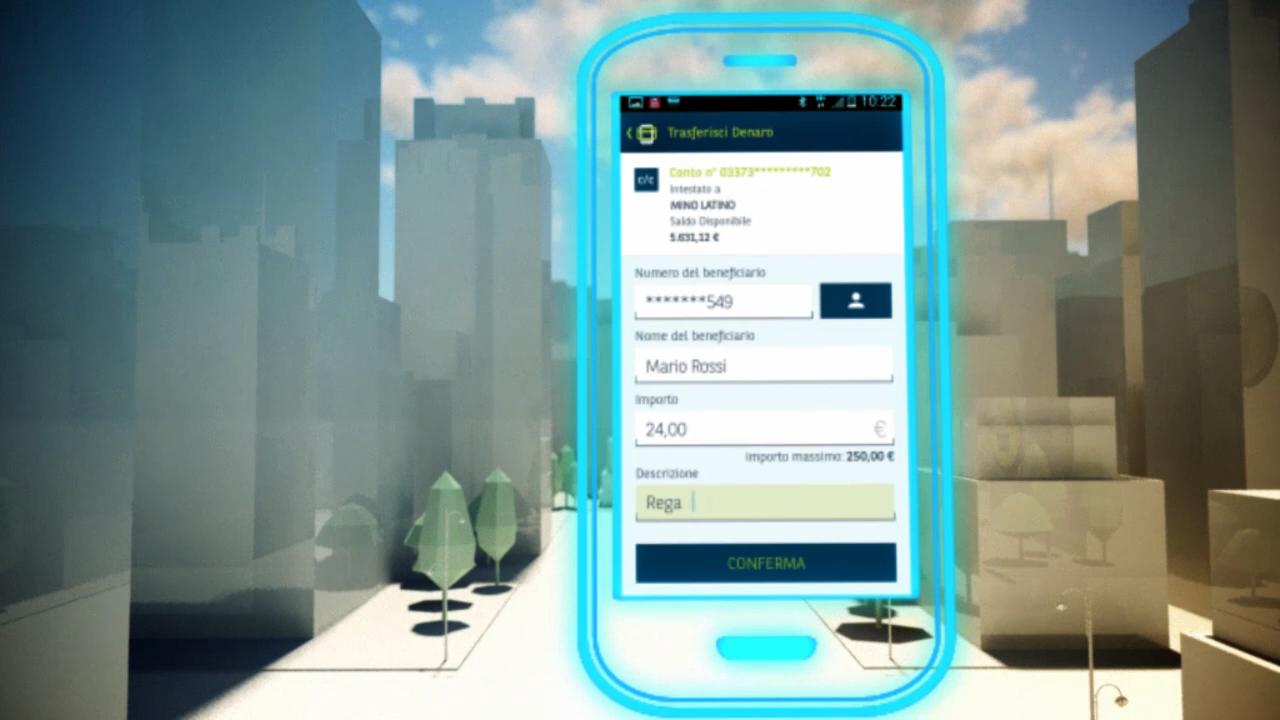 10:22
Trasferisci Denaro
c/c
Conto n° 03373*********702
Intestato a
MINO LATINO
Saldo Disponibile
5.631,12 €
Numero del beneficiario
*******549
Nome del beneficiario
Mario Rossi
Importo
24,00 €
Importo massimo: 250,00 €
Descrizione
Rega
CONFERMA